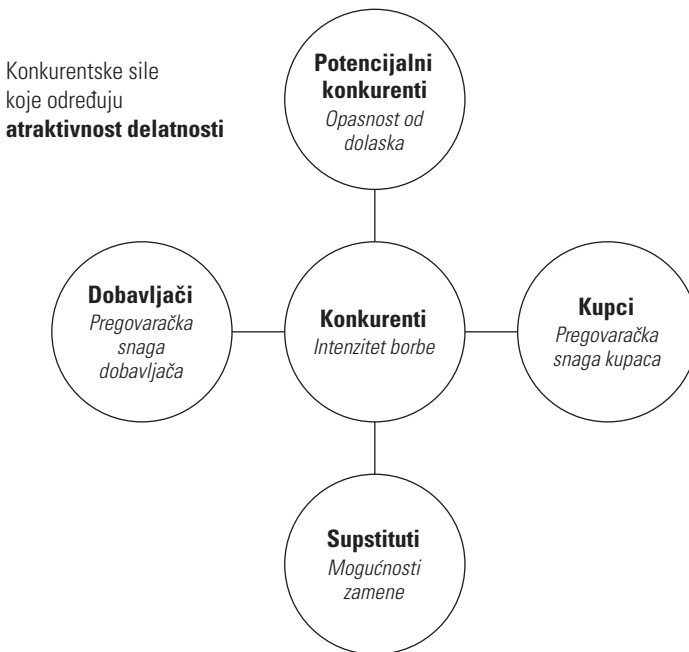 Konkurentske sile
koje određuju
atraktivnost delatnosti
Potencijalni
konkurenti
Opasnost od
dolaska
Dobavljači
Pregovaračka
snaga
dobavljača
Konkurenti
Intenzitet borbe
Kupci
Pregovaračka
snaga kupaca
Supstituti
Mogućnosti
zamene